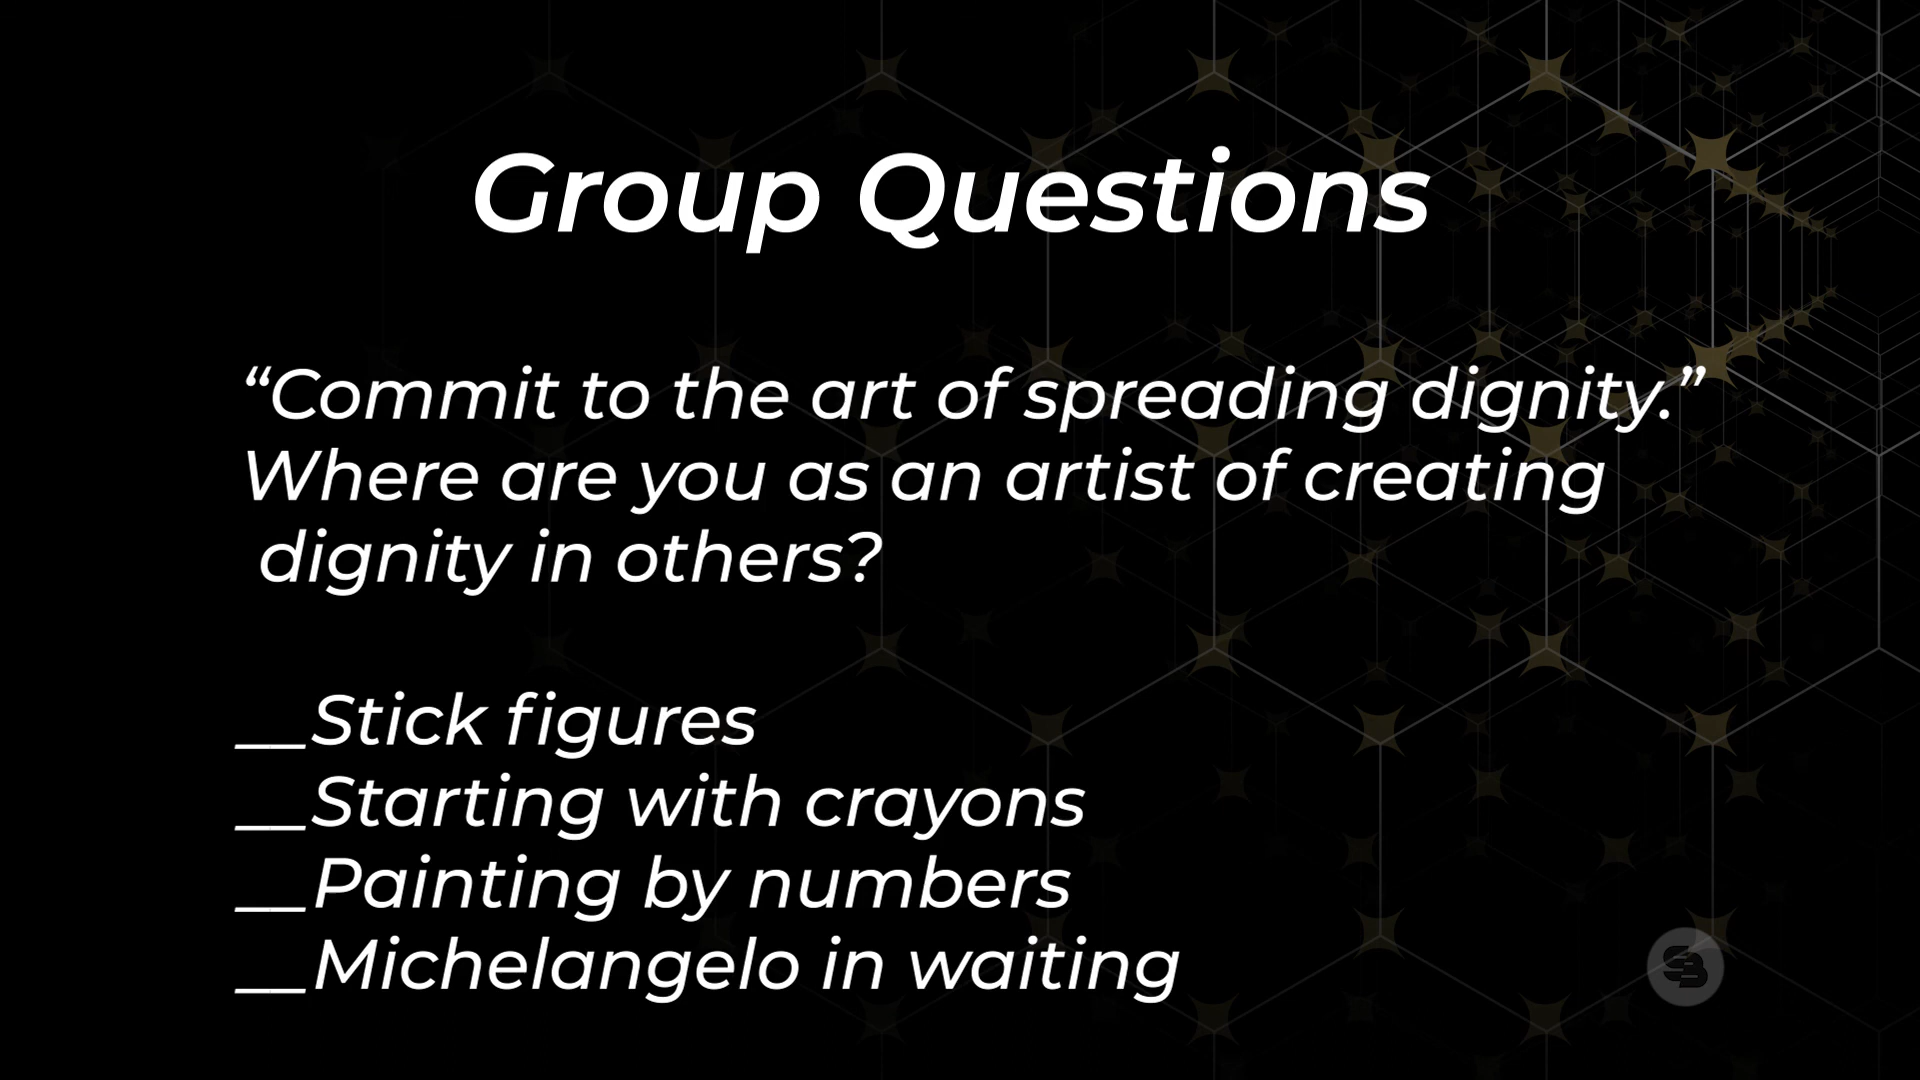 Group Questions
“Commit to the art of spreading dignity.”
Where are you as an artist of creating
dignity in others?
__Stick figures
__Starting with crayons
__Painting by numbers
__Michelangelo in waiting
SB